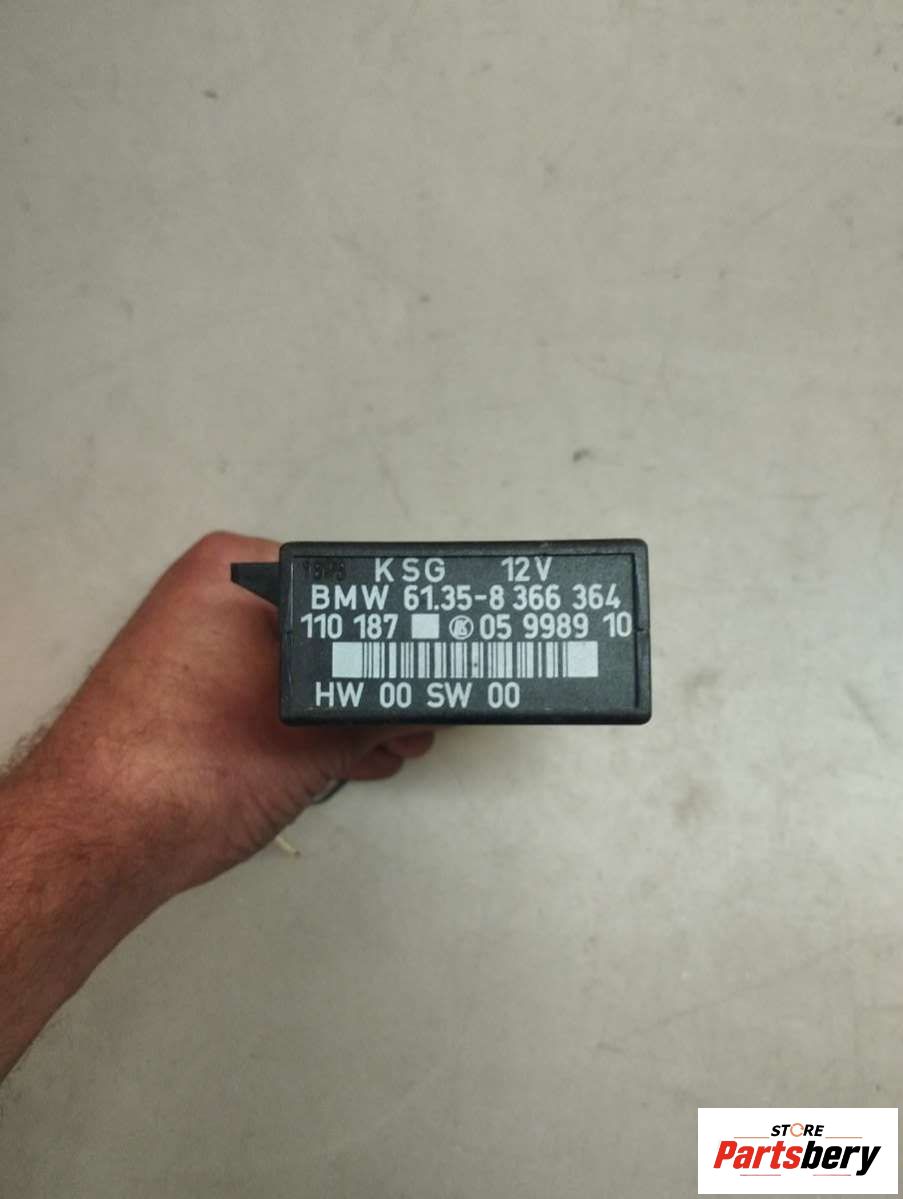 KSG 12V
BMW 61.35-8 366 364
110 187 05 9989 10
HW 00 SW 00
STORE
Partsbery